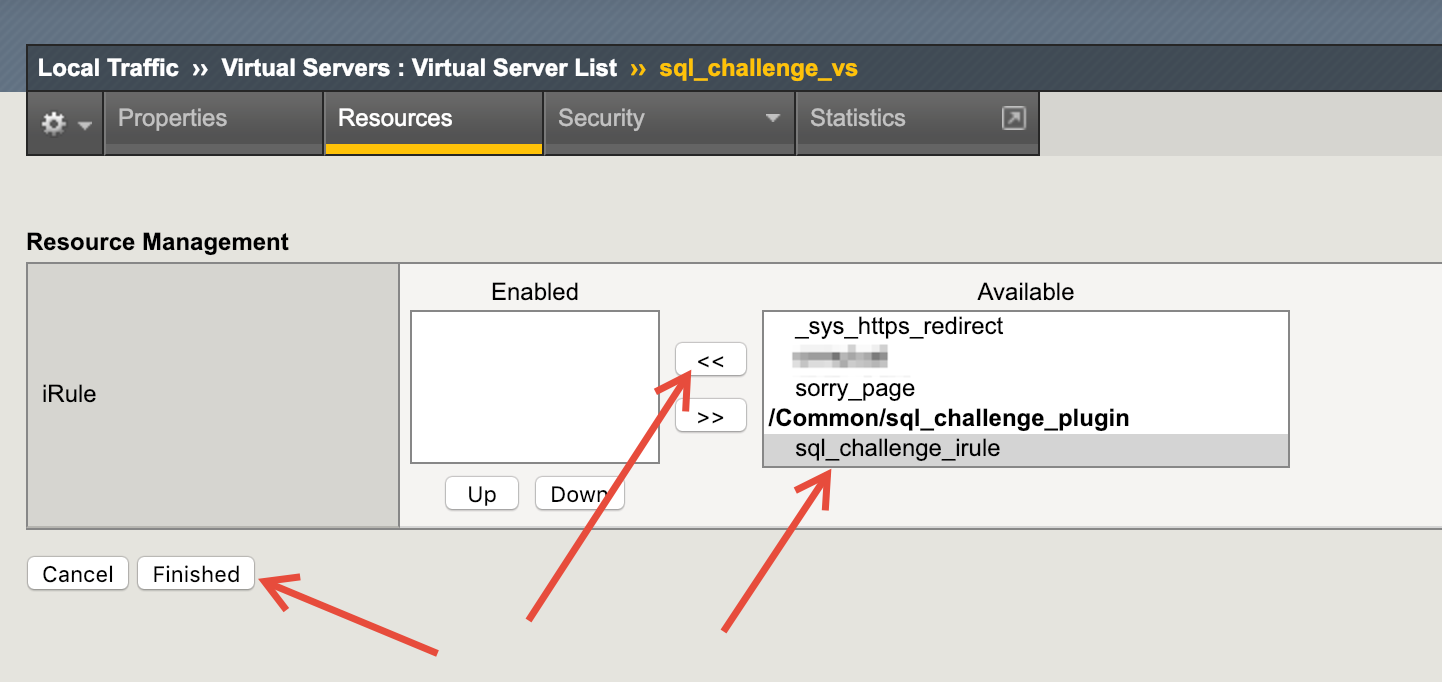 Local Traffic ›› Virtual Servers : Virtual Server List ›› sql_challenge_vs
Properties Resources Security Statistics
Resource Management
Enabled Available
iRule
_sys_https_redirect
<< sorry_page
>> /Common/sql_challenge_plugin
sql_challenge_irule
Up Down
Cancel Finished